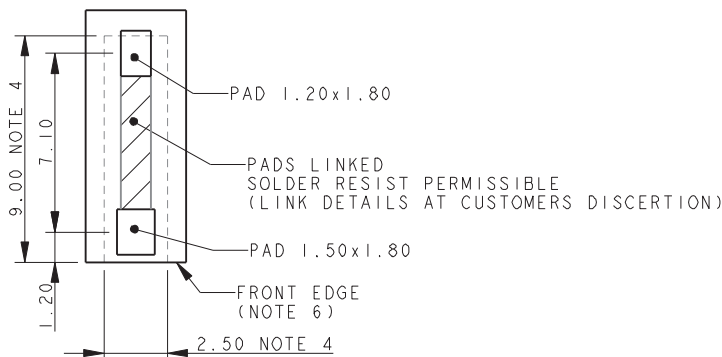 9.00 NOTE 4
7.10
1.20
PAD 1.20x1.80
PADS LINKED
SOLDER RESIST PERMISSIBLE
(LINK DETAILS AT CUSTOMERS DISCERTION)
PAD 1.50x1.80
FRONT EDGE
(NOTE 6)
2.50 NOTE 4